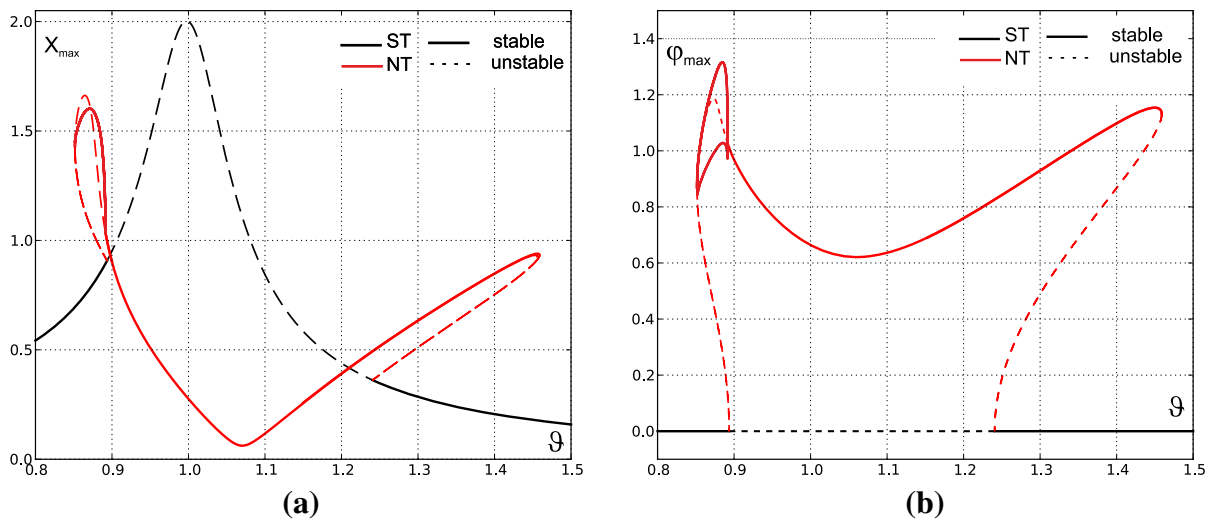 X_max
ST stable
NT unstable
2.0
1.5
1.0
0.5
0.0
0.8 0.9 1.0 1.1 1.2 1.3 1.4 1.5
ϑ
(a)
φ_max
ST stable
NT unstable
1.4
1.2
1.0
0.8
0.6
0.4
0.2
0.0
0.8 0.9 1.0 1.1 1.2 1.3 1.4 1.5
ϑ
(b)